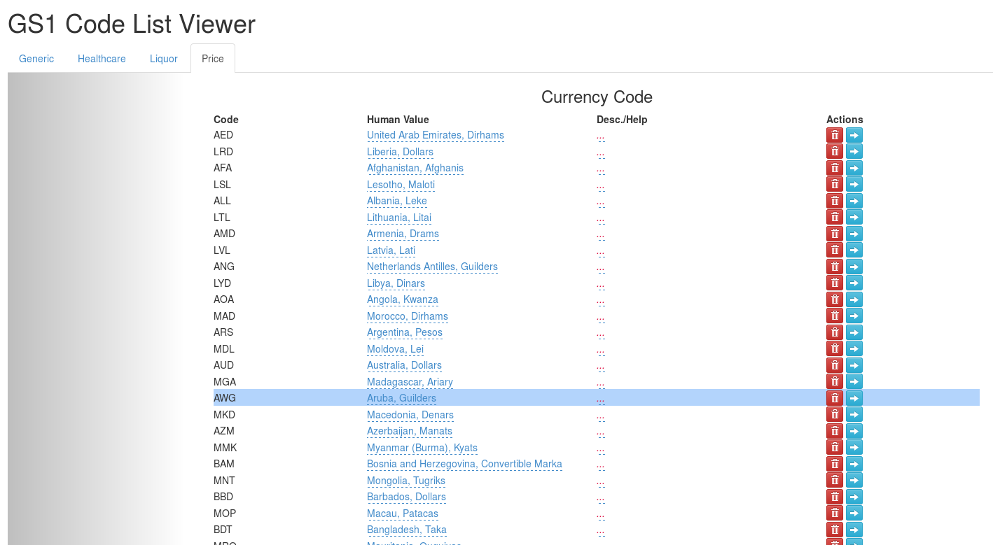 GS1 Code List Viewer
Generic Healthcare Liquor Price
Currency Code
Code Human Value Desc./Help Actions
AED United Arab Emirates, Dirhams ...
LRD Liberia, Dollars ...
AFA Afghanistan, Afghanis ...
LSL Lesotho, Maloti ...
ALL Albania, Leke ...
LTL Lithuania, Litai ...
AMD Armenia, Drams ...
LVL Latvia, Lati ...
ANG Netherlands Antilles, Guilders ...
LYD Libya, Dinars ...
AOA Angola, Kwanza ...
MAD Morocco, Dirhams ...
ARS Argentina, Pesos ...
MDL Moldova, Lei ...
AUD Australia, Dollars ...
MGA Madagascar, Ariary ...
AWG Aruba, Guilders ...
MKD Macedonia, Denars ...
AZM Azerbaijan, Manats ...
MMK Myanmar (Burma), Kyats ...
BAM Bosnia and Herzegovina, Convertible Marka ...
MNT Mongolia, Tugriks ...
BBD Barbados, Dollars ...
MOP Macau, Patacas ...
BDT Bangladesh, Taka ...